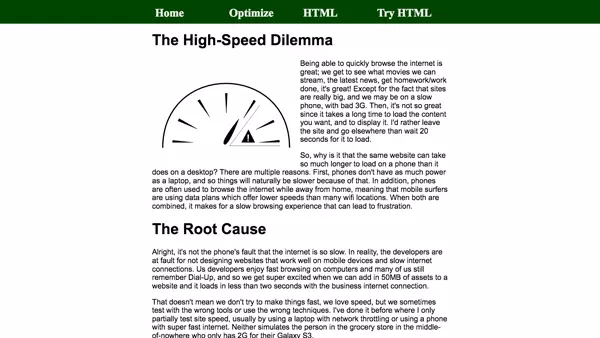 Home Optimize HTML Try HTML
The High-Speed Dilemma
Being able to quickly browse the internet is
great; we get to see what movies we can
stream, the latest news, get homework/work
done, it's great! Except for the fact that sites
are really big, and we may be on a slow
phone, with bad 3G. Then, it's not so great
since it takes a long time to load the content
you want, and to display it. I'd rather leave
the site and go elsewhere than wait 20
seconds for it to load.
So, why is it that the same website can take
so much longer to load on a phone than it
does on a desktop? There are multiple reasons. First, phones don't have as much power
as a laptop, and so things will naturally be slower because of that. In addition, phones
are often used to browse the internet while away from home, meaning that mobile surfers
are using data plans which offer lower speeds than many wifi locations. When both are
combined, it makes for a slow browsing experience that can lead to frustration.
The Root Cause
Alright, it's not the phone's fault that the internet is so slow. In reality, the developers are
at fault for not designing websites that work well on mobile devices and slow internet
connections. Us developers enjoy fast browsing on computers and many of us still
remember Dial-Up, and so we get super excited when we can add in 50MB of assets to a
website and it loads in less than two seconds with the business internet connection.
That doesn't mean we don't try to make things fast, we love speed, but we sometimes
test with the wrong tools or use the wrong techniques. I've done it before where I only
partially test site speed, usually by using a laptop with network throttling or using a phone
with super fast internet. Neither simulates the person in the grocery store in the middle-
of-nowhere who only has 2G for their Galaxy S3.